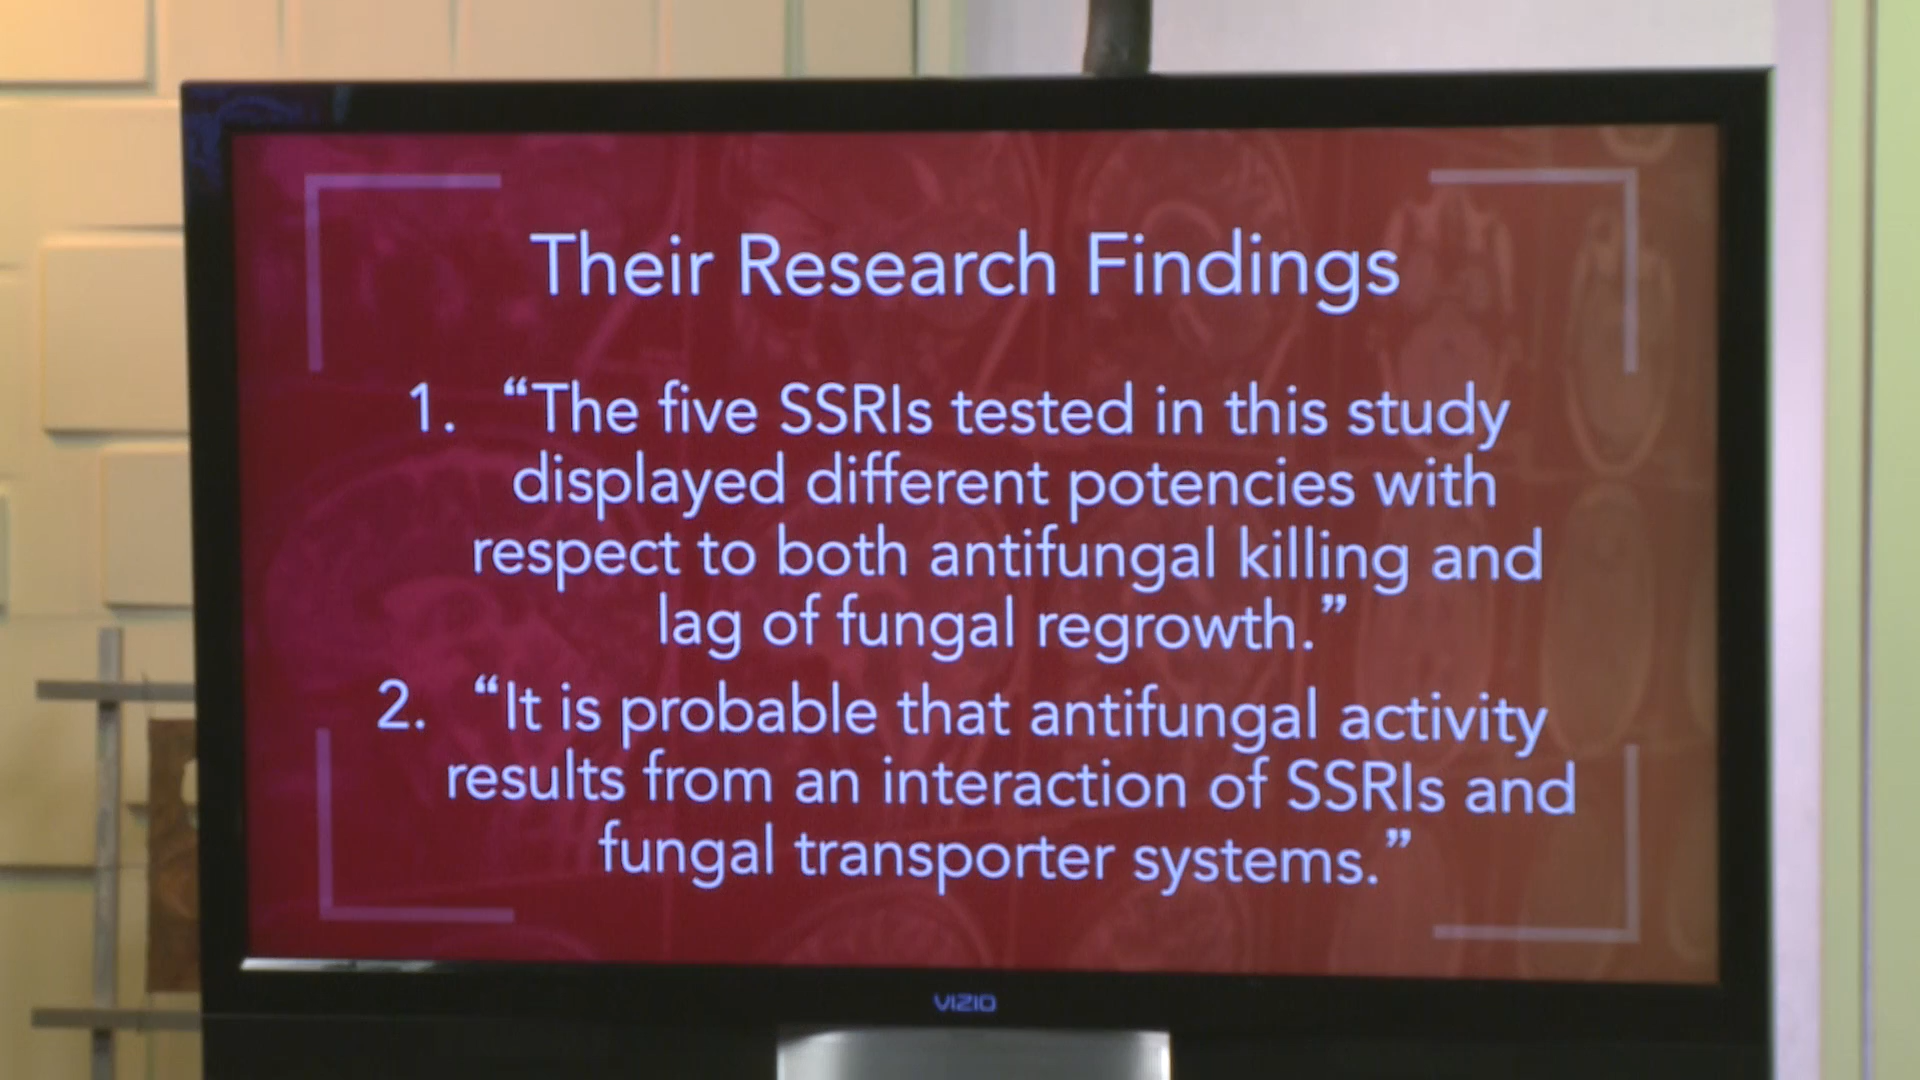 Their Research Findings
1. “The five SSRIs tested in this study
displayed different potencies with
respect to both antifungal killing and
lag of fungal regrowth.”
2. “It is probable that antifungal activity
results from an interaction of SSRIs and
fungal transporter systems.”
VIZIO